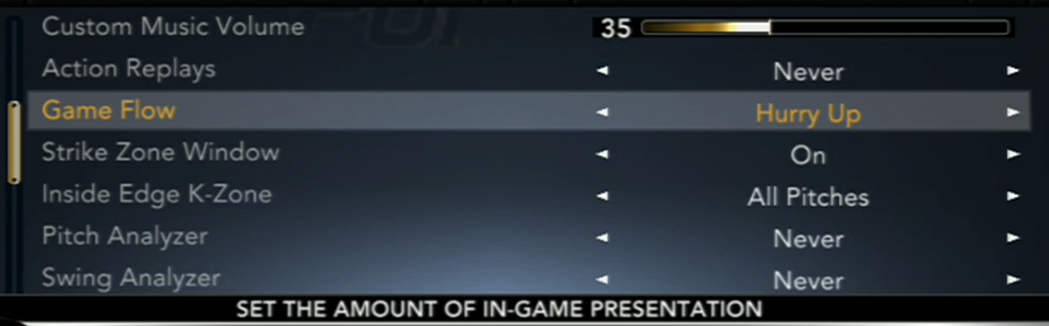 Custom Music Volume 35
Action Replays Never
Game Flow Hurry Up
Strike Zone Window On
Inside Edge K-Zone All Pitches
Pitch Analyzer Never
Swing Analyzer Never
SET THE AMOUNT OF IN-GAME PRESENTATION